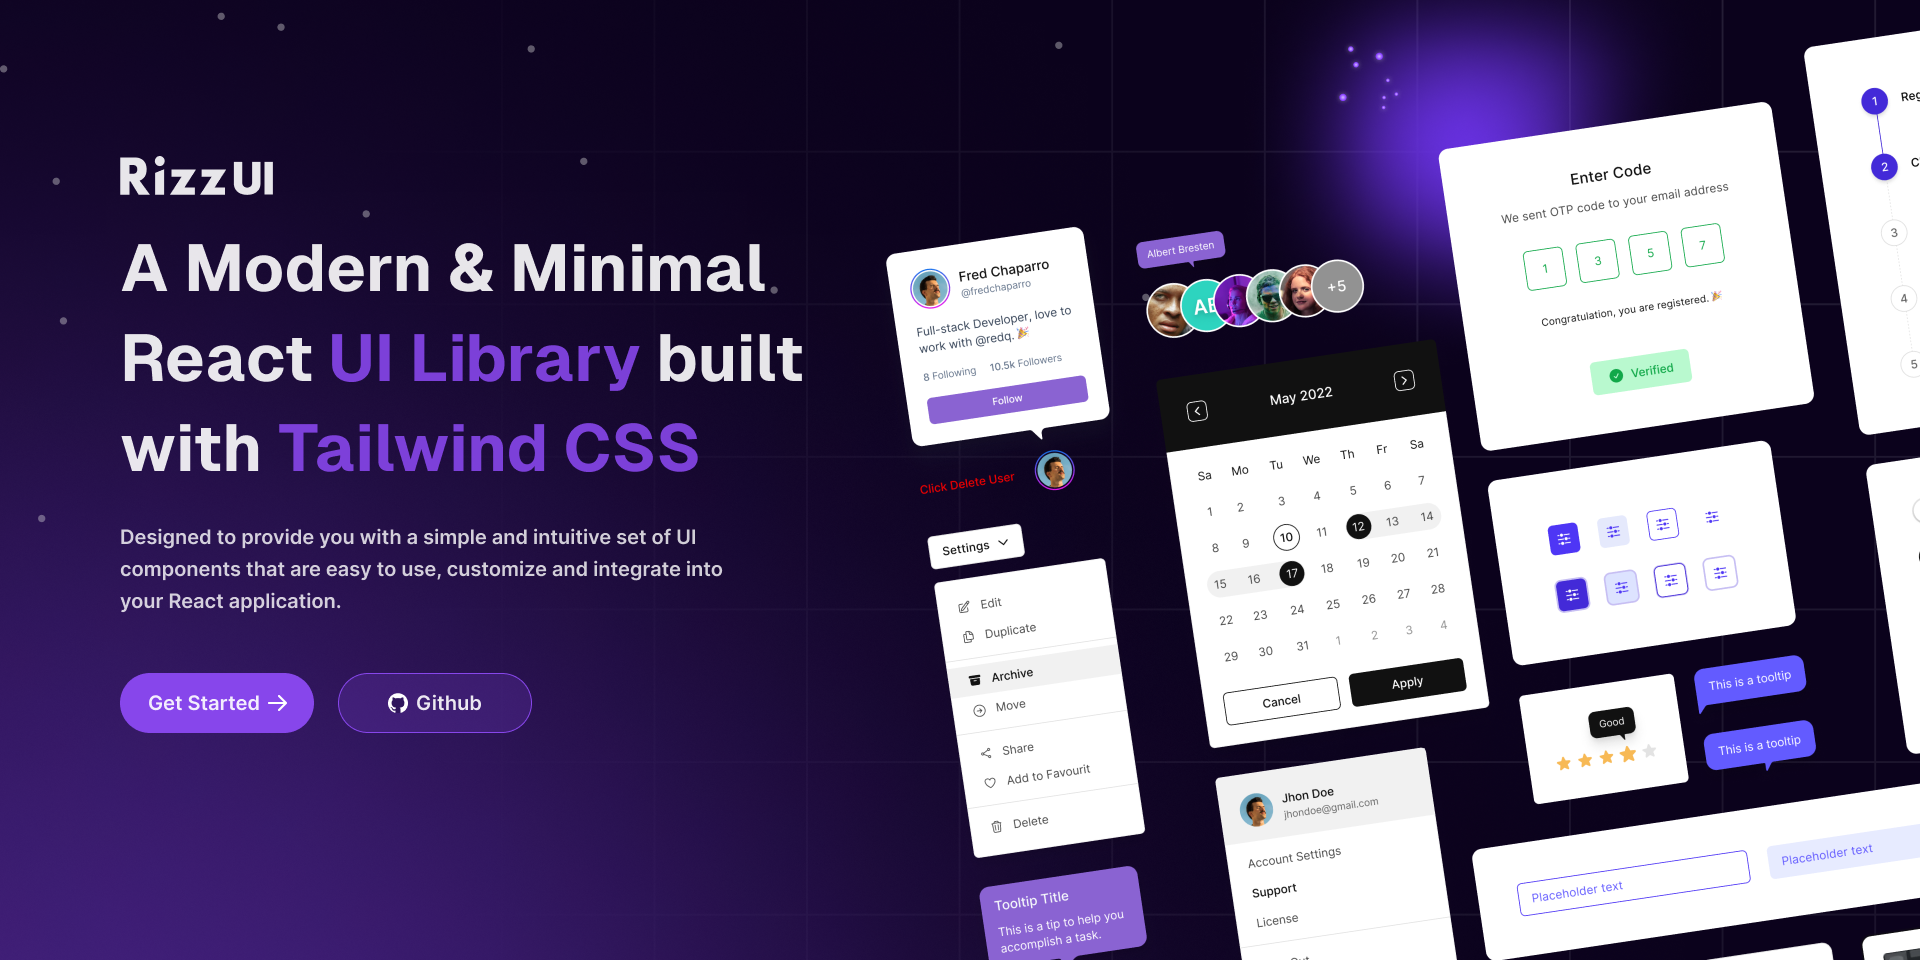 RizzUI
A Modern & Minimal
React UI Library built
with Tailwind CSS
Designed to provide you with a simple and intuitive set of UI
components that are easy to use, customize and integrate into
your React application.
Get Started
Github
Fred Chaparro
@fredchaparro
Full-stack Developer, love to
work with @redq. 🎉
8 Following 10.5k Followers
Follow
Click Delete User
Settings
Edit
Duplicate
Archive
Move
Share
Add to Favourit
Delete
Tooltip Title
This is a tip to help you
accomplish a task.
Albert Bresten
+5
May 2022
Sa Mo Tu We Th Fr Sa
1 2 3 4 5 6 7
8 9 10 11 12 13 14
15 16 17 18 19 20 21
22 23 24 25 26 27 28
29 30 31 1 2 3 4
Cancel Apply
Jhon Doe
jhondoe@gmail.com
Account Settings
Support
License
Enter Code
We sent OTP code to your email address
1 3 5 7
Congratulation, you are registered. 🎉
Verified
Good
This is a tooltip
This is a tooltip
Placeholder text
Placeholder text
1
2
3
4
5